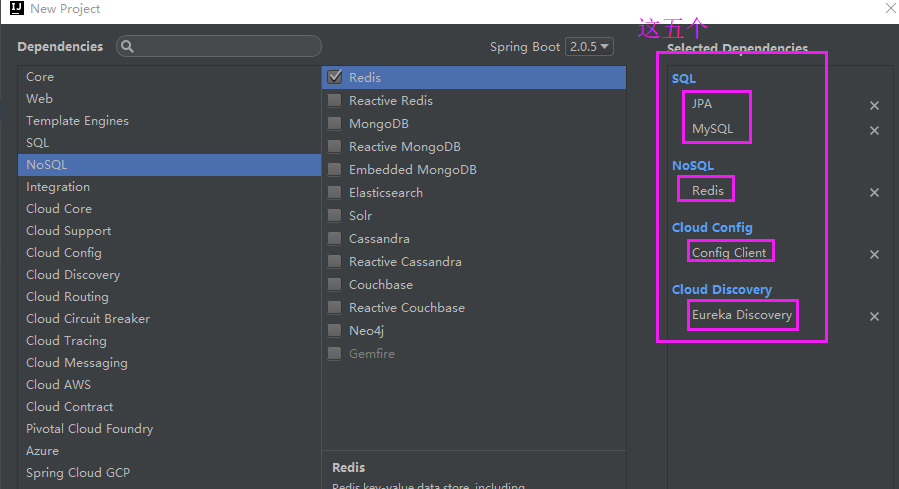 IJ New Project
Dependencies
Spring Boot 2.0.5
这五个
Selected Dependencies
Core
Web
Template Engines
SQL
NoSQL
Integration
Cloud Core
Cloud Support
Cloud Config
Cloud Discovery
Cloud Routing
Cloud Circuit Breaker
Cloud Tracing
Cloud Messaging
Cloud AWS
Cloud Contract
Pivotal Cloud Foundry
Azure
Spring Cloud GCP
Redis
Reactive Redis
MongoDB
Reactive MongoDB
Embedded MongoDB
Elasticsearch
Solr
Cassandra
Reactive Cassandra
Couchbase
Reactive Couchbase
Neo4j
Gemfire
Redis
Redis key-value data store, including
SQL
JPA
MySQL
NoSQL
Redis
Cloud Config
Config Client
Cloud Discovery
Eureka Discovery